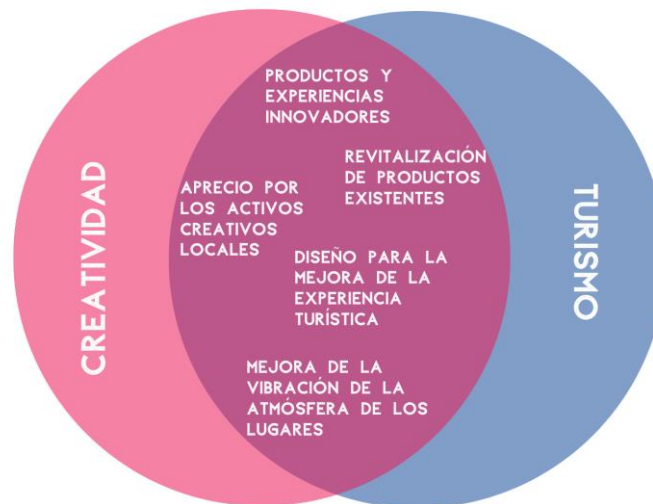 PRODUCTOS Y
EXPERIENCIAS
INNOVADORES
REVITALIZACIÓN
DE PRODUCTOS
EXISTENTES
APRECIO POR
LOS ACTIVOS
CREATIVOS
LOCALES
DISEÑO PARA LA
MEJORA DE LA
EXPERIENCIA
TURÍSTICA
MEJORA DE LA
VIBRACIÓN DE LA
ATMÓSFERA DE LOS
LUGARES
CREATIVIDAD
TURISMO